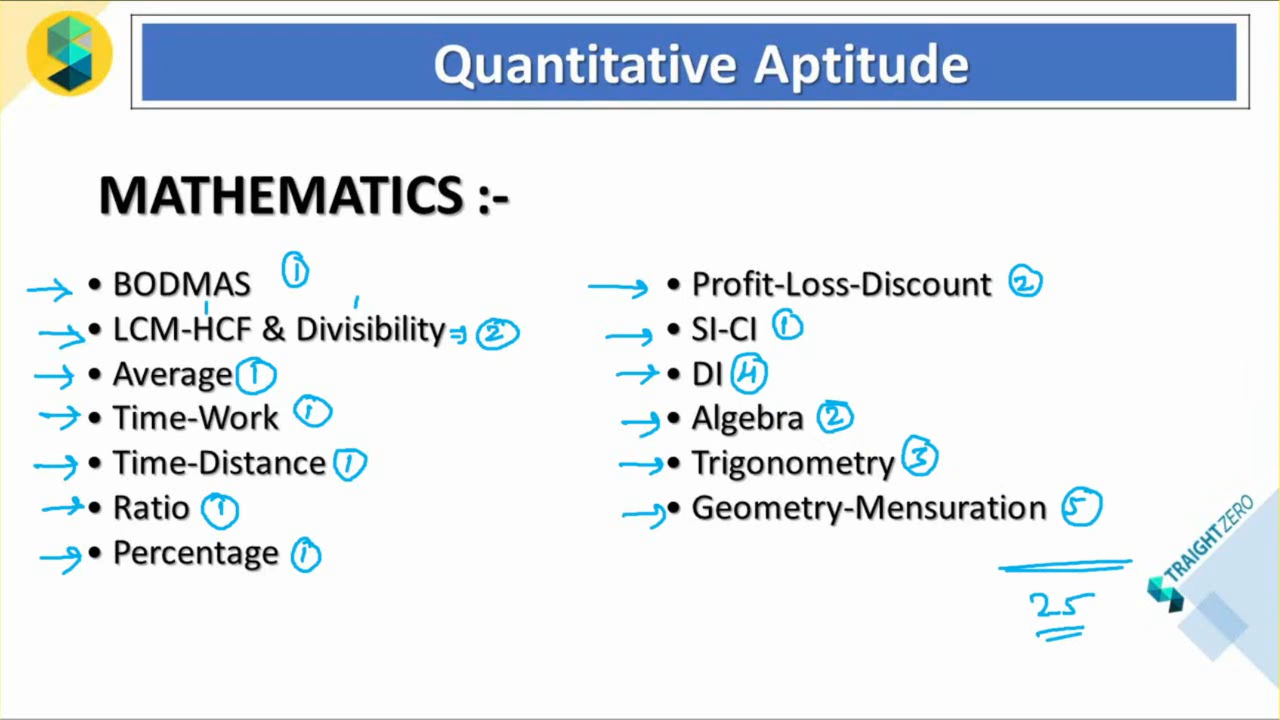 Quantitative Aptitude
MATHEMATICS :-
• BODMAS 1
• LCM-HCF & Divisibility = 2
• Average 1
• Time-Work 1
• Time-Distance 1
• Ratio 1
• Percentage 1
• Profit-Loss-Discount 2
• SI-CI 1
• DI 4
• Algebra 2
• Trigonometry 3
• Geometry-Mensuration 5
25
TRAIGHTZERO